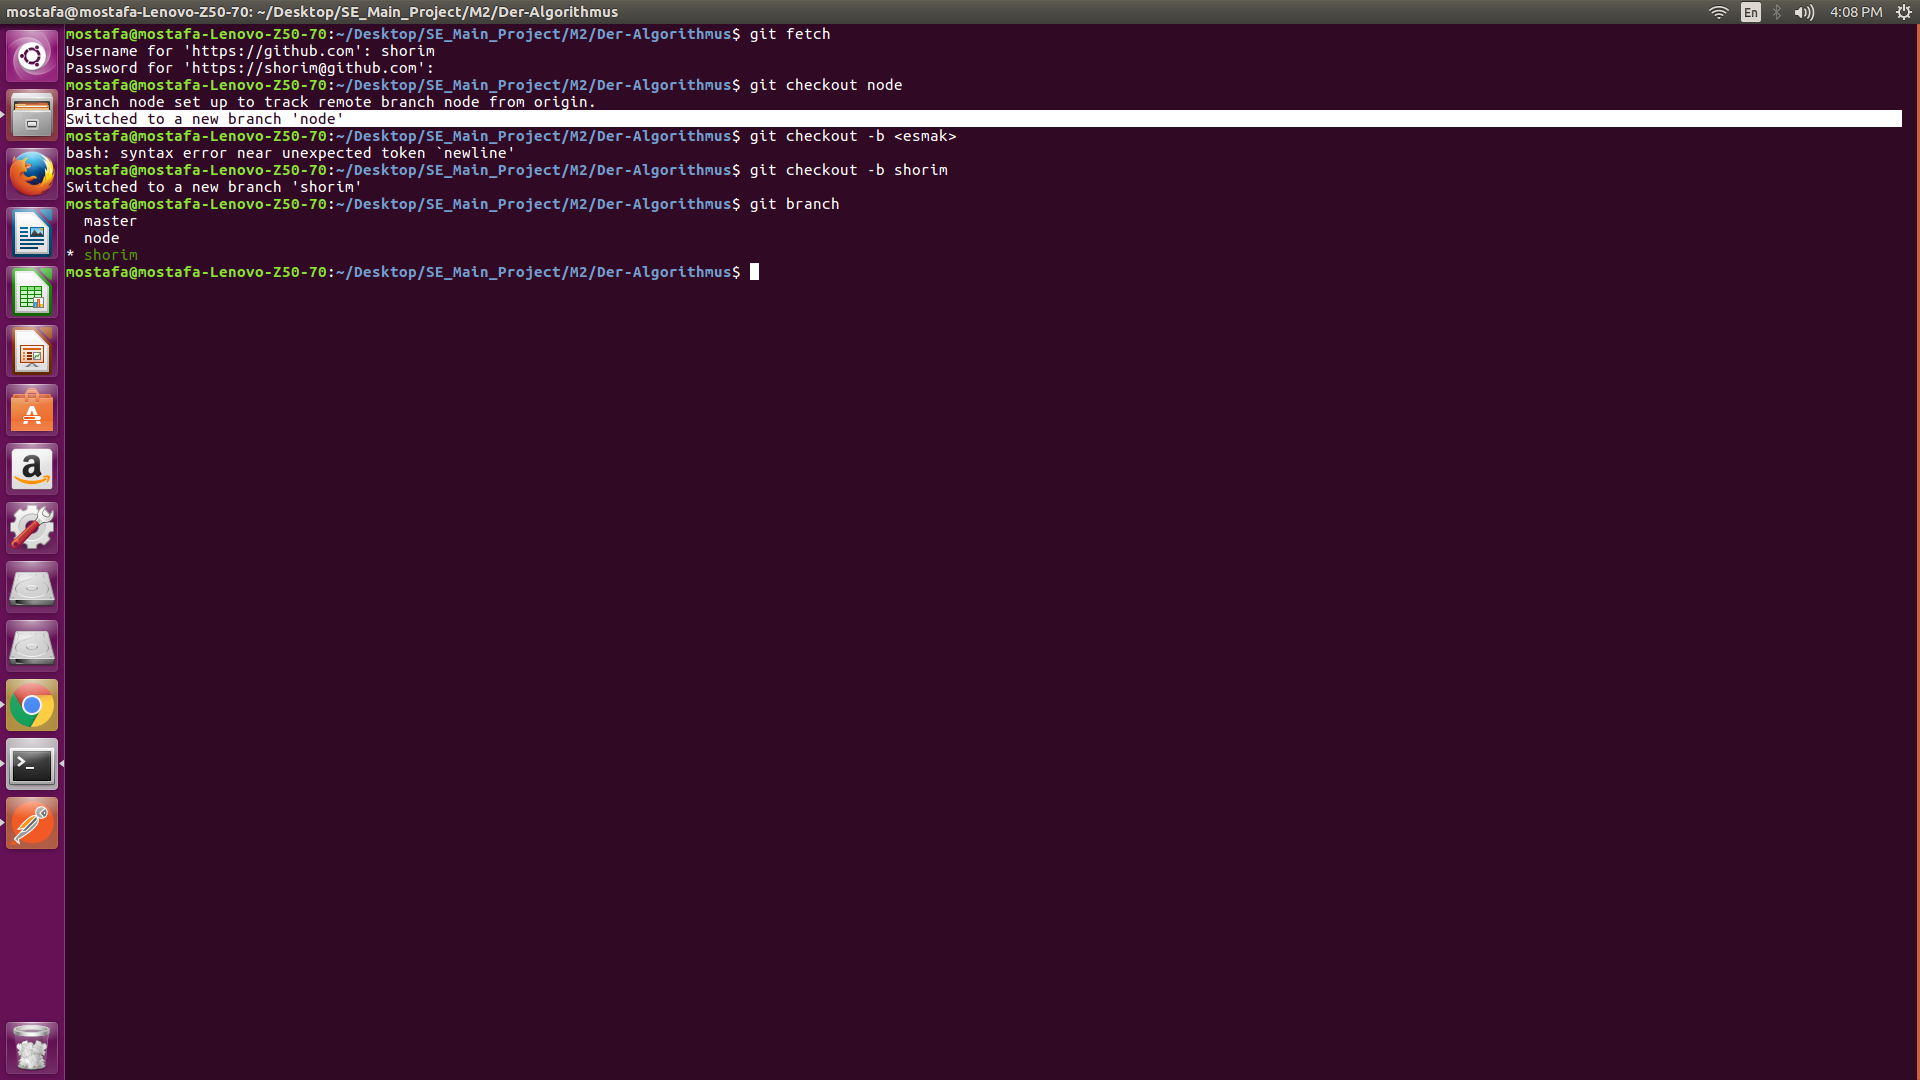 mostafa@mostafa-Lenovo-Z50-70: ~/Desktop/SE_Main_Project/M2/Der-Algorithmus
En
4:08 PM
mostafa@mostafa-Lenovo-Z50-70:~/Desktop/SE_Main_Project/M2/Der-Algorithmus$ git fetch
Username for 'https://github.com': shorim
Password for 'https://shorim@github.com':
mostafa@mostafa-Lenovo-Z50-70:~/Desktop/SE_Main_Project/M2/Der-Algorithmus$ git checkout node
Branch node set up to track remote branch node from origin.
Switched to a new branch 'node'
mostafa@mostafa-Lenovo-Z50-70:~/Desktop/SE_Main_Project/M2/Der-Algorithmus$ git checkout -b <esmak>
bash: syntax error near unexpected token `newline'
mostafa@mostafa-Lenovo-Z50-70:~/Desktop/SE_Main_Project/M2/Der-Algorithmus$ git checkout -b shorim
Switched to a new branch 'shorim'
mostafa@mostafa-Lenovo-Z50-70:~/Desktop/SE_Main_Project/M2/Der-Algorithmus$ git branch
  master
  node
* shorim
mostafa@mostafa-Lenovo-Z50-70:~/Desktop/SE_Main_Project/M2/Der-Algorithmus$